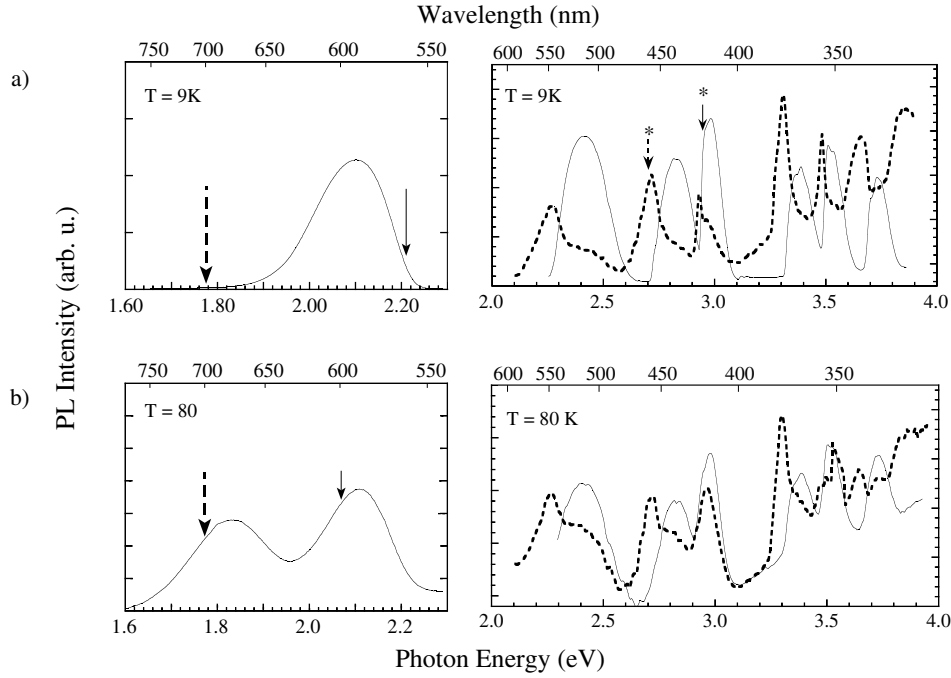 Wavelength (nm)
750 700 650 600 550
600 550 500 450 400 350
a)
T = 9K
T = 9K
*
*
1.60 1.80 2.00 2.20
2.0 2.5 3.0 3.5 4.0
PL Intensity (arb. u.)
750 700 650 600 550
600 550 500 450 400 350
b)
T = 80
T = 80 K
1.6 1.8 2.0 2.2
2.0 2.5 3.0 3.5 4.0
Photon Energy (eV)